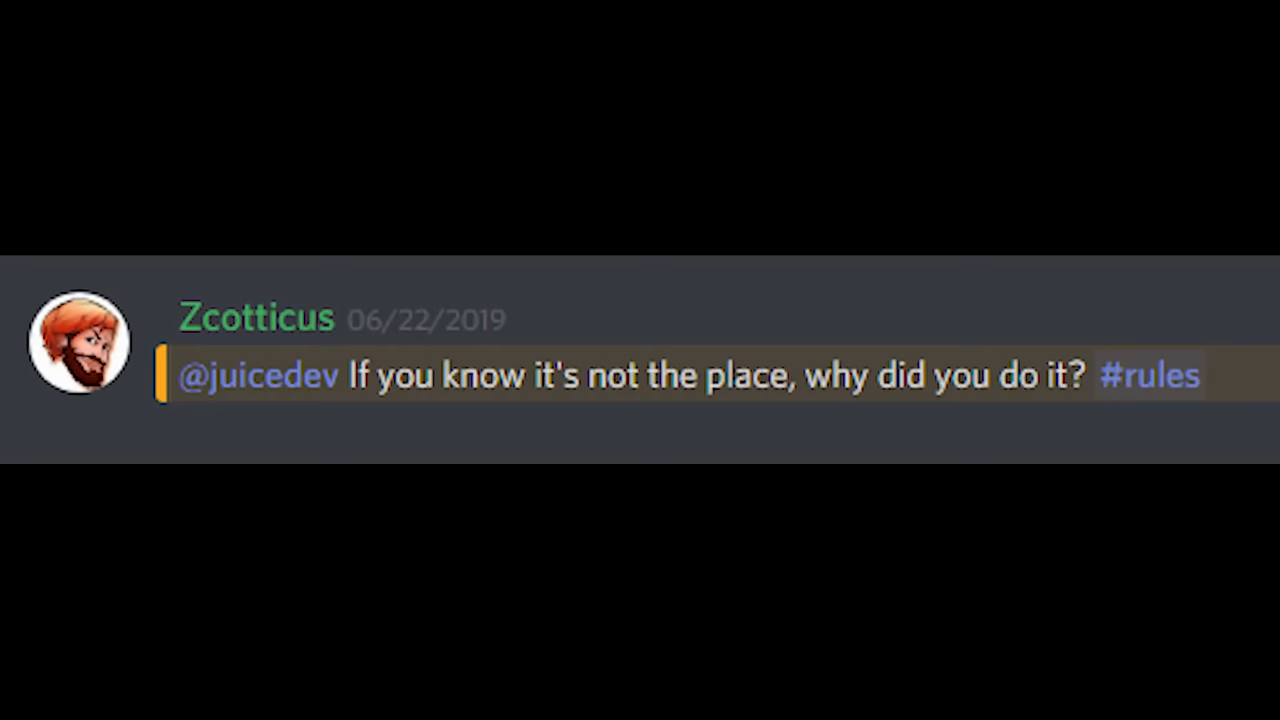 Zcotticus 06/22/2019
@juicedev If you know it's not the place, why did you do it? #rules